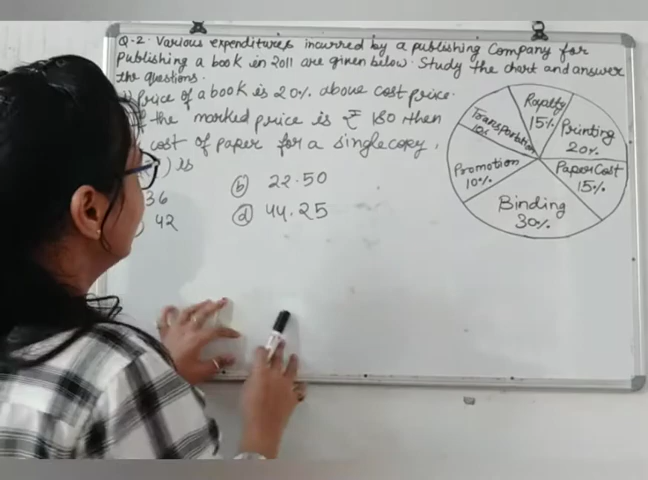 Q-2. Various expenditures incurred by a publishing Company for
Publishing a book in 2011 are given below. Study the chart and answer
the questions.
Price of a book is 20% above cost price.
the marked price is ₹ 180 then
cost of paper for a single copy,
) is
36
(b) 22.50
42
(d) 44.25
Royalty
15%
Printing
20%
Paper Cost
15%
Binding
30%
Promotion
10%
Transportation
10%